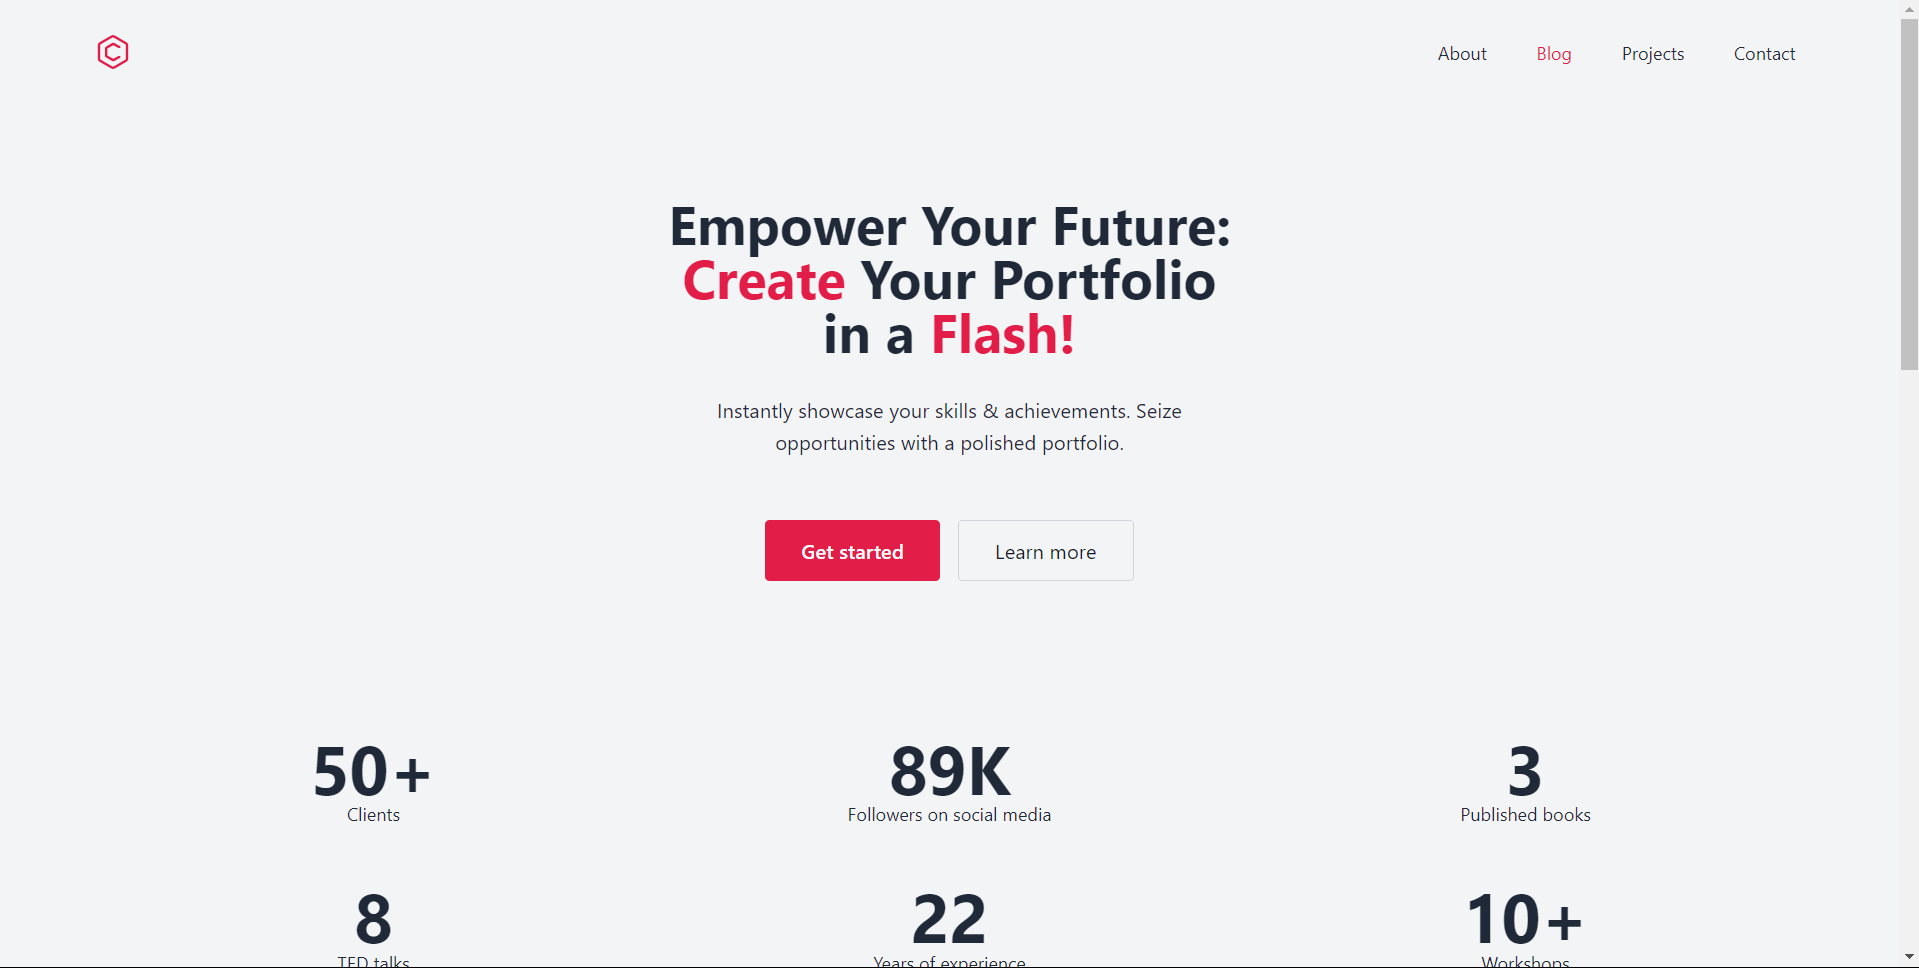 About Blog Projects Contact
Empower Your Future:
Create Your Portfolio
in a Flash!
Instantly showcase your skills & achievements. Seize
opportunities with a polished portfolio.
Get started Learn more
50+ 89K 3
Clients Followers on social media Published books
8 22 10+
TED talks Years of experience Workshops